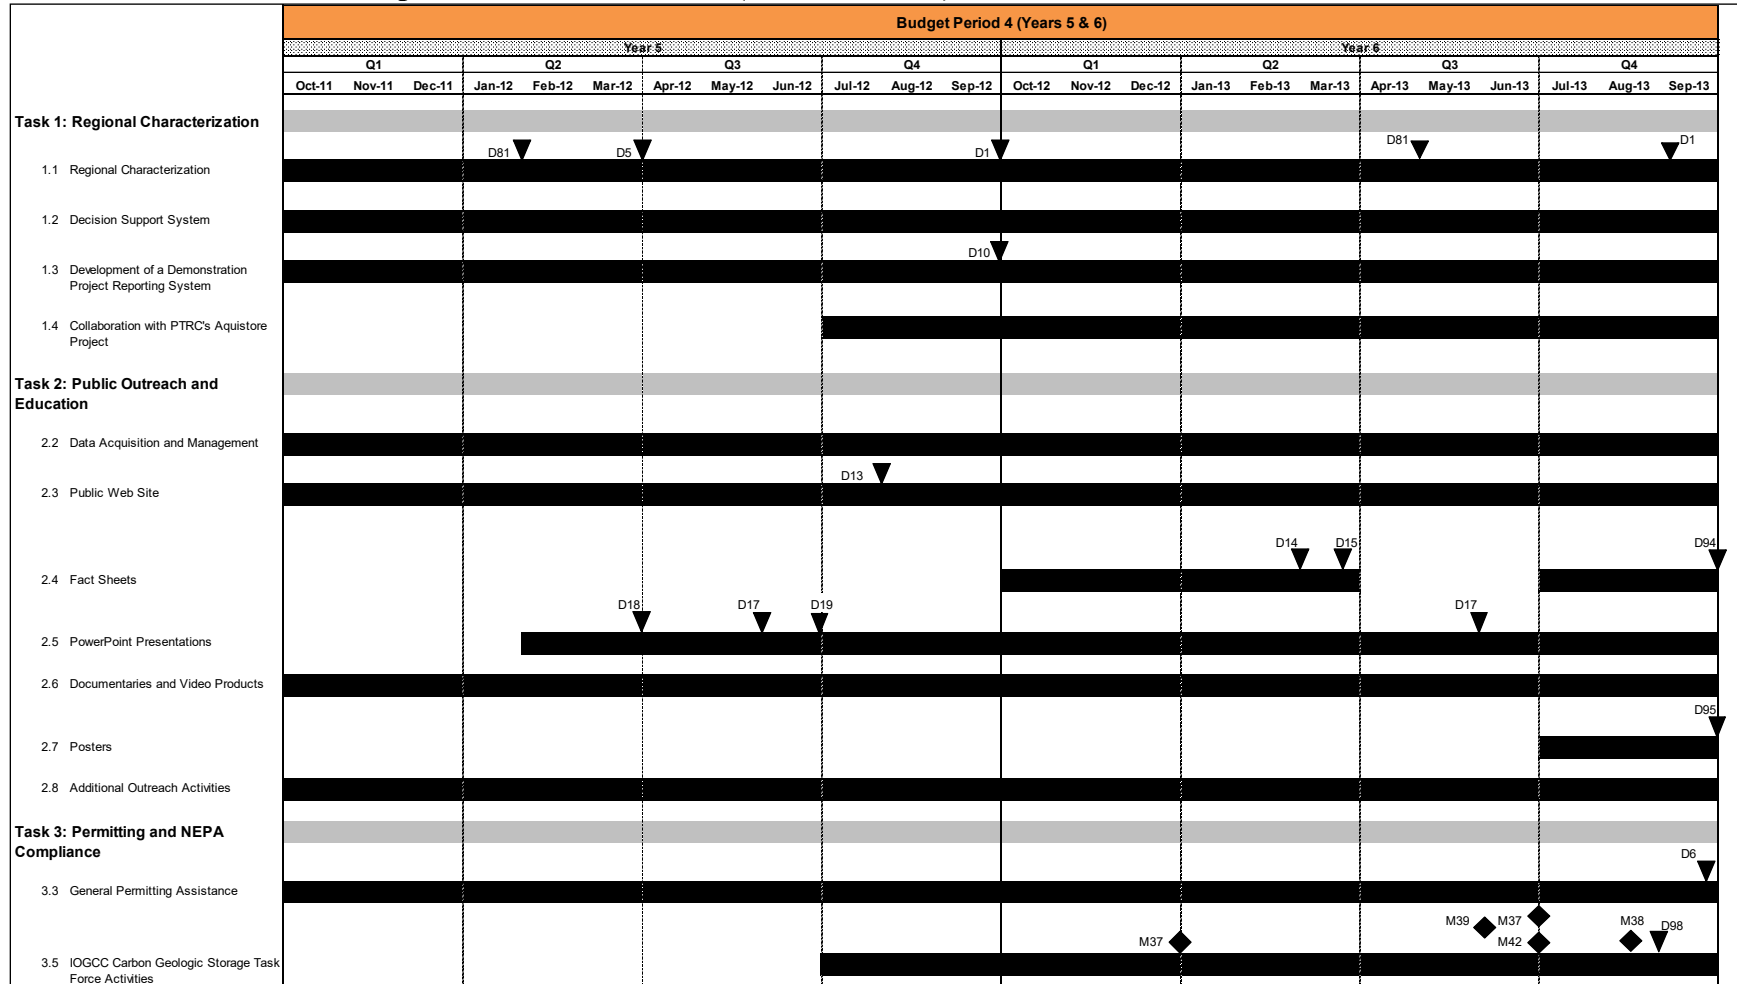 Budget Period 4 (Years 5 & 6)
Year 5 Year 6
Q1 Q2 Q3 Q4 Q1 Q2 Q3 Q4
Oct-11 Nov-11 Dec-11 Jan-12 Feb-12 Mar-12 Apr-12 May-12 Jun-12 Jul-12 Aug-12 Sep-12 Oct-12 Nov-12 Dec-12 Jan-13 Feb-13 Mar-13 Apr-13 May-13 Jun-13 Jul-13 Aug-13 Sep-13
Task 1: Regional Characterization
D81 D5 D1 D81 D1
1.1 Regional Characterization
1.2 Decision Support System
D10
1.3 Development of a Demonstration
Project Reporting System
1.4 Collaboration with PTRC's Aquistore
Project
Task 2: Public Outreach and
Education
2.2 Data Acquisition and Management
D13
2.3 Public Web Site
D14 D15 D94
2.4 Fact Sheets
D18 D17 D19 D17
2.5 PowerPoint Presentations
2.6 Documentaries and Video Products
D95
2.7 Posters
2.8 Additional Outreach Activities
Task 3: Permitting and NEPA
Compliance
D6
3.3 General Permitting Assistance
M39 M37 M38 D98
M37 M42
3.5 IOGCC Carbon Geologic Storage Task
Force Activities